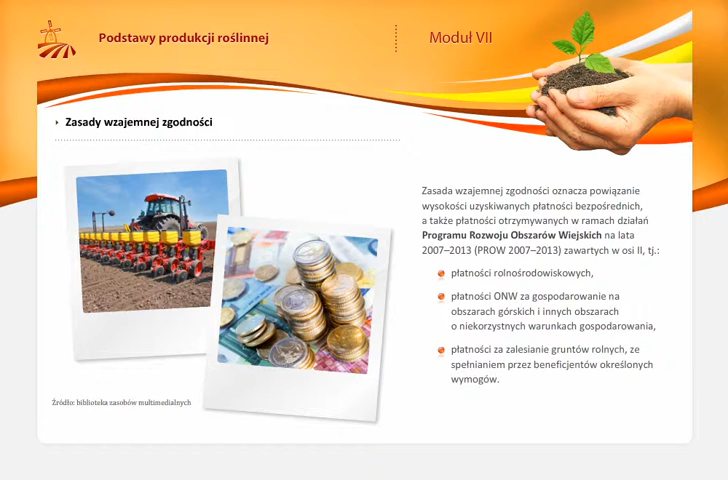 Podstawy produkcji roślinnej
Moduł VII
Zasady wzajemnej zgodności
Zasada wzajemnej zgodności oznacza powiązanie
wysokości uzyskiwanych płatności bezpośrednich,
a także płatności otrzymywanych w ramach działań
Programu Rozwoju Obszarów Wiejskich na lata
2007–2013 (PROW 2007–2013) zawartych w osi II, tj.:
płatności rolnośrodowiskowych,
płatności ONW za gospodarowanie na
obszarach górskich i innych obszarach
o niekorzystnych warunkach gospodarowania,
płatności za zalesianie gruntów rolnych, ze
spełnianiem przez beneficjentów określonych
wymogów.
Źródło: biblioteka zasobów multimedialnych